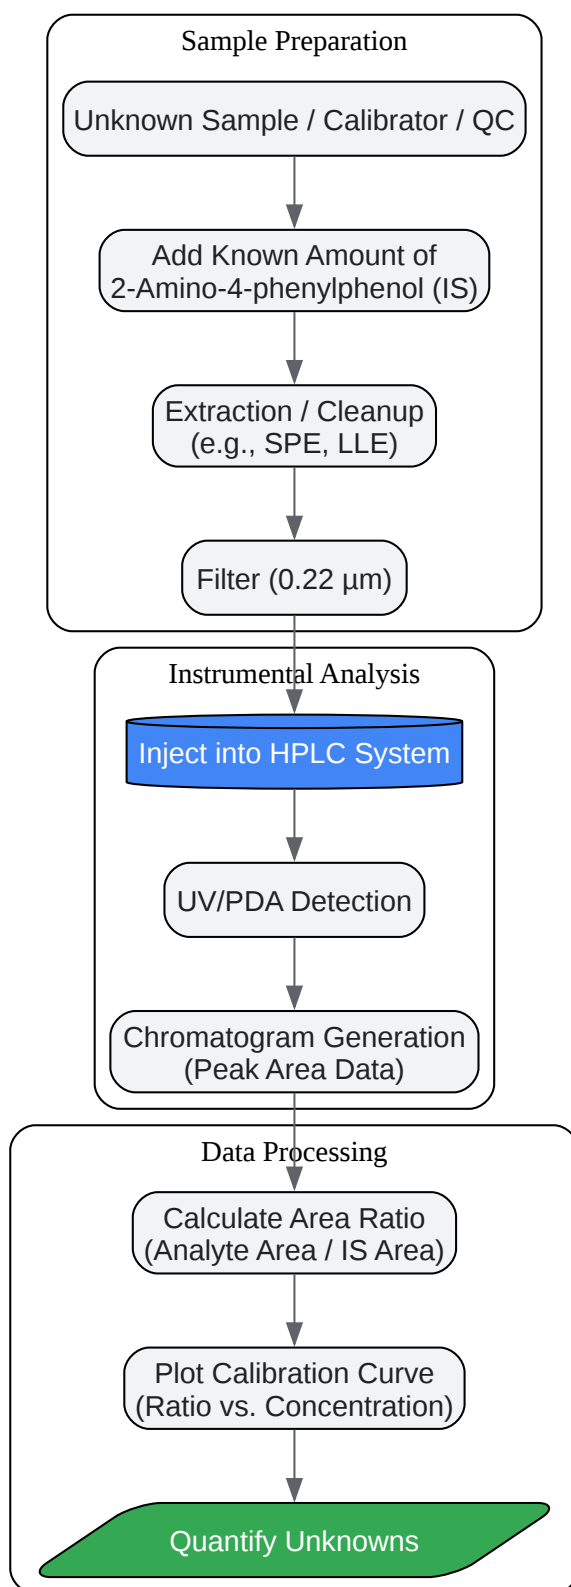 Sample Preparation
Unknown Sample / Calibrator / QC
Add Known Amount of
2-Amino-4-phenylphenol (IS)
Extraction / Cleanup
(e.g., SPE, LLE)
Filter (0.22 µm)
Instrumental Analysis
Inject into HPLC System
UV/PDA Detection
Chromatogram Generation
(Peak Area Data)
Data Processing
Calculate Area Ratio
(Analyte Area / IS Area)
Plot Calibration Curve
(Ratio vs. Concentration)
Quantify Unknowns